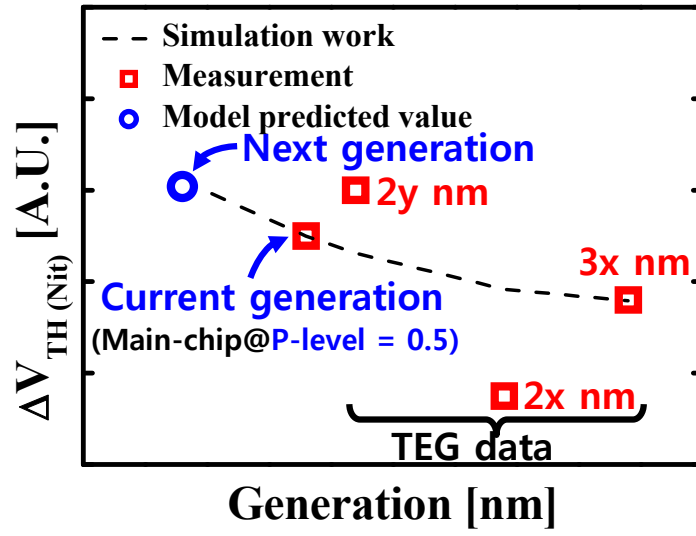 Simulation work
Measurement
Model predicted value
Next generation
2y nm
3x nm
Current generation
(Main-chip@P-level = 0.5)
2x nm
TEG data
ΔV_TH (Nit) [A.U.]
Generation [nm]